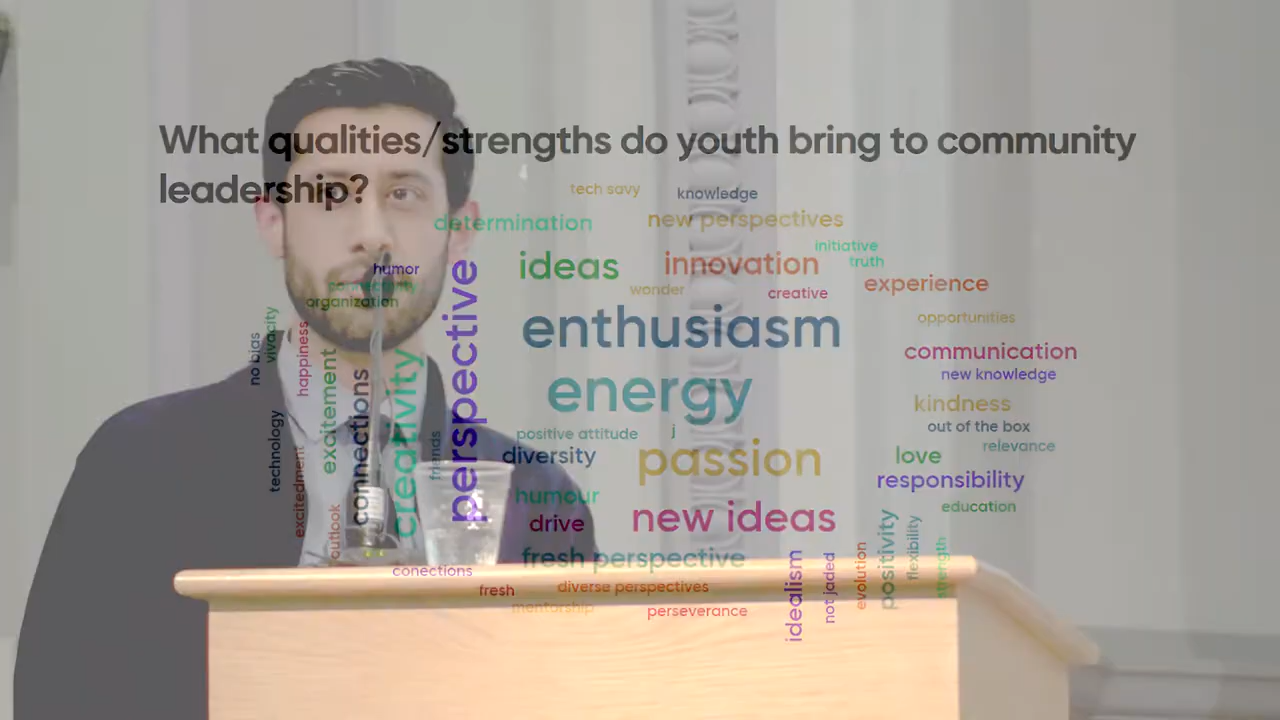 What qualities/strengths do youth bring to community
leadership?
tech savy
knowledge
determination
new perspectives
initiative
truth
humor
ideas
innovation
connectivity
wonder
creative
experience
organization
enthusiasm
opportunities
no bias
vivacity
happiness
excitement
connections
creativity
perspective
communication
new knowledge
energy
kindness
out of the box
technology
excitedment
outlook
friends
positive attitude
j
relevance
diversity
passion
love
responsibility
humour
drive
new ideas
education
fresh perspective
idealism
not jaded
evolution
positivity
flexibility
strength
conections
fresh
diverse perspectives
mentorship
perseverance